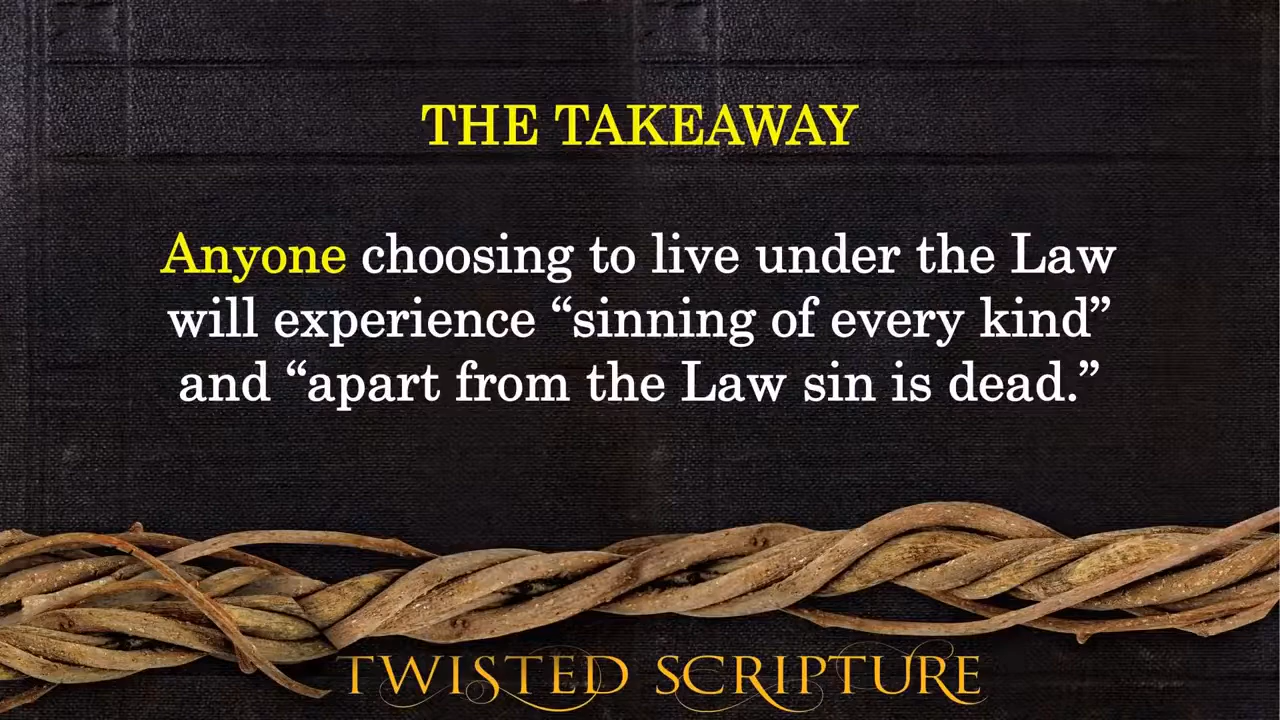 THE TAKEAWAY
Anyone choosing to live under the Law
will experience “sinning of every kind”
and “apart from the Law sin is dead.”
TWISTED SCRIPTURE